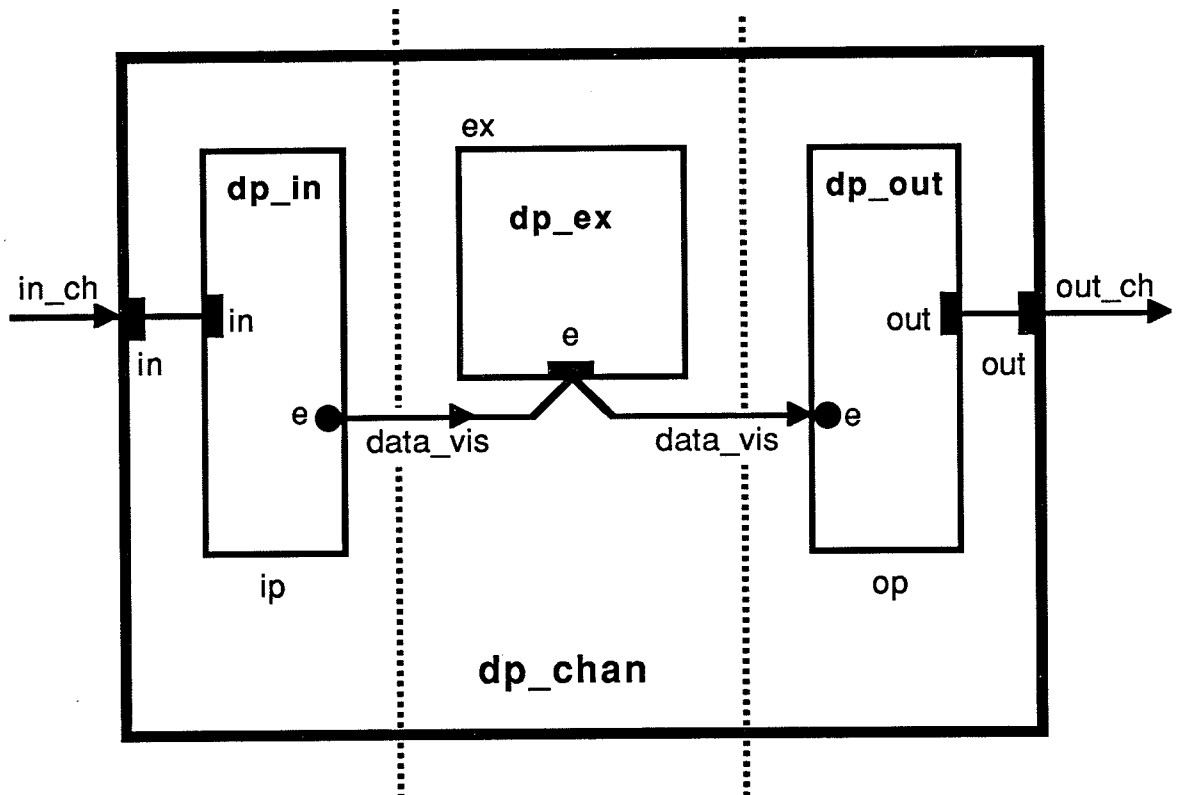 ex
dp_in
dp_ex
dp_out
in_ch
out_ch
in
in
e
out
out
e
e
data_vis
data_vis
ip
op
dp_chan